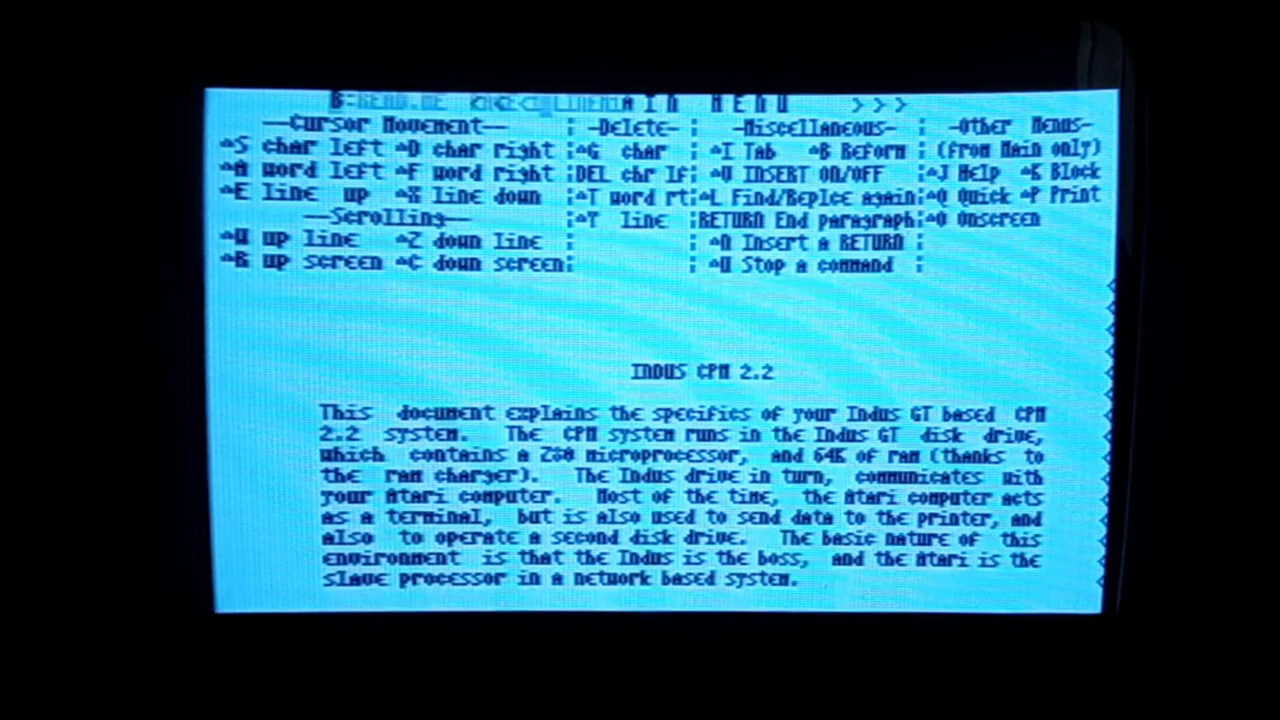 B:READ.ME MAIN MENU >>>
—Cursor Movement— | -Delete- | -Miscellaneous- | -Other Menus-
^S char left ^D char right |^G char | ^I Tab ^B Reform | (from Main only)
^A word left ^F word right |DEL chr lf| ^V INSERT ON/OFF |^J Help ^K Block
^E line up ^X line down |^T word rt|^L Find/Replce again|^Q Quick ^P Print
—Scrolling— |^Y line |RETURN End paragraph|^O Onscreen
^W up line ^Z down line | | ^N Insert a RETURN |
^R up screen ^C down screen| | ^U Stop a command |
INDUS CPM 2.2
This document explains the specifics of your Indus GT based CPM
2.2 system. The CPM system runs in the Indus GT disk drive,
which contains a Z80 microprocessor, and 64K of ram (thanks to
the ram charger). The Indus drive in turn, communicates with
your Atari computer. Most of the time, the Atari computer acts
as a terminal, but is also used to send data to the printer, and
also to operate a second disk drive. The basic nature of this
environment is that the Indus is the boss, and the Atari is the
slave processor in a network based system.